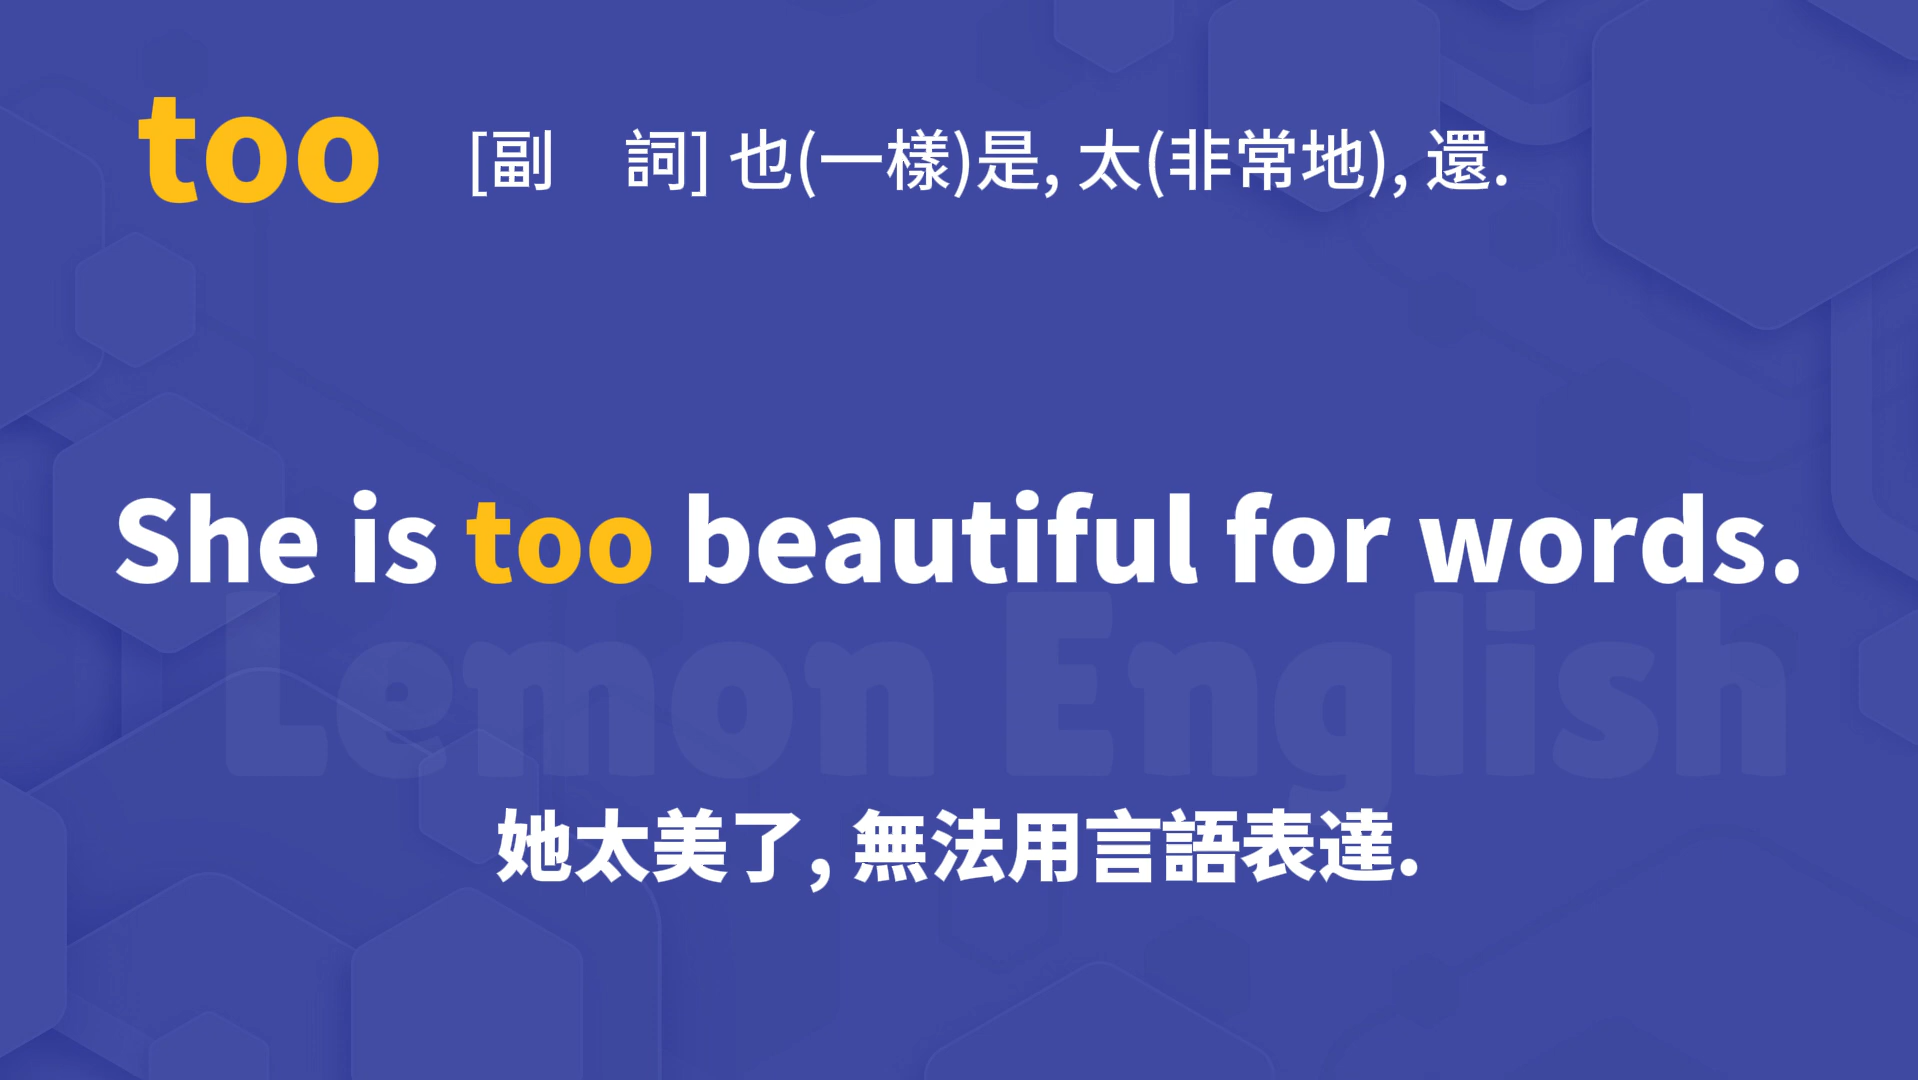 too [副　詞] 也(一樣)是, 太(非常地), 還.
She is too beautiful for words.
Lemon English
她太美了, 無法用言語表達.